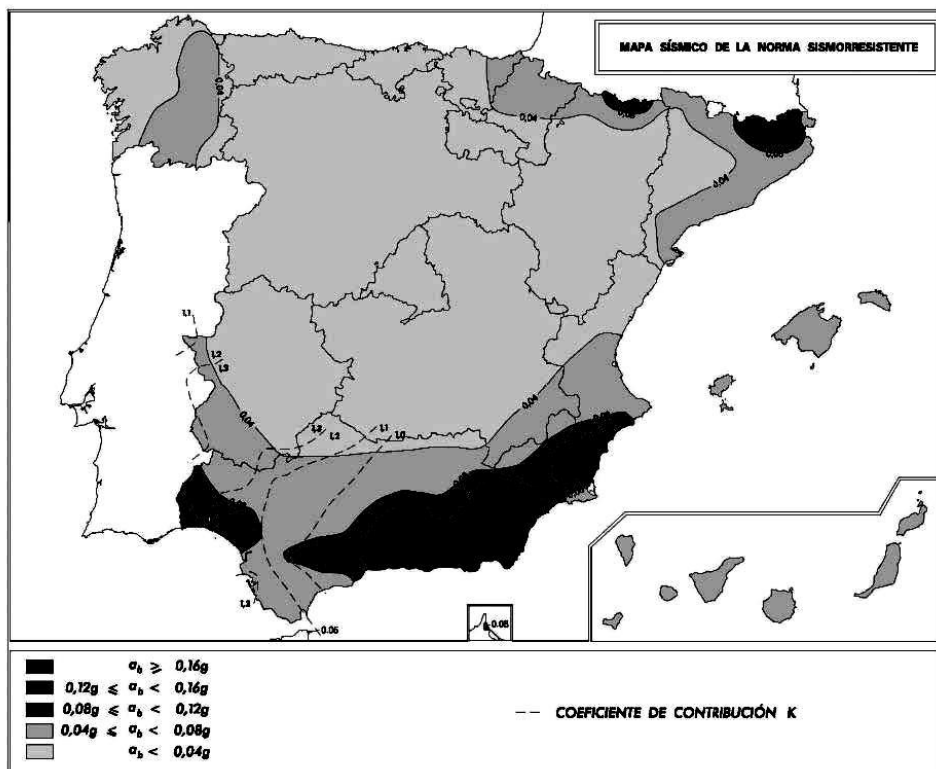 MAPA SÍSMICO DE LA NORMA SISMORRESISTENTE
0,04
0,04
0,04
1,1
1,2
1,3
0,04
0,04
1,3
1,2
1,1
1,0
1,3
0.05
0.08
a_b ≥ 0,16g
0,12g ≤ a_b < 0,16g
0,08g ≤ a_b < 0,12g
0,04g ≤ a_b < 0,08g
a_b < 0,04g
COEFICIENTE DE CONTRIBUCIÓN K